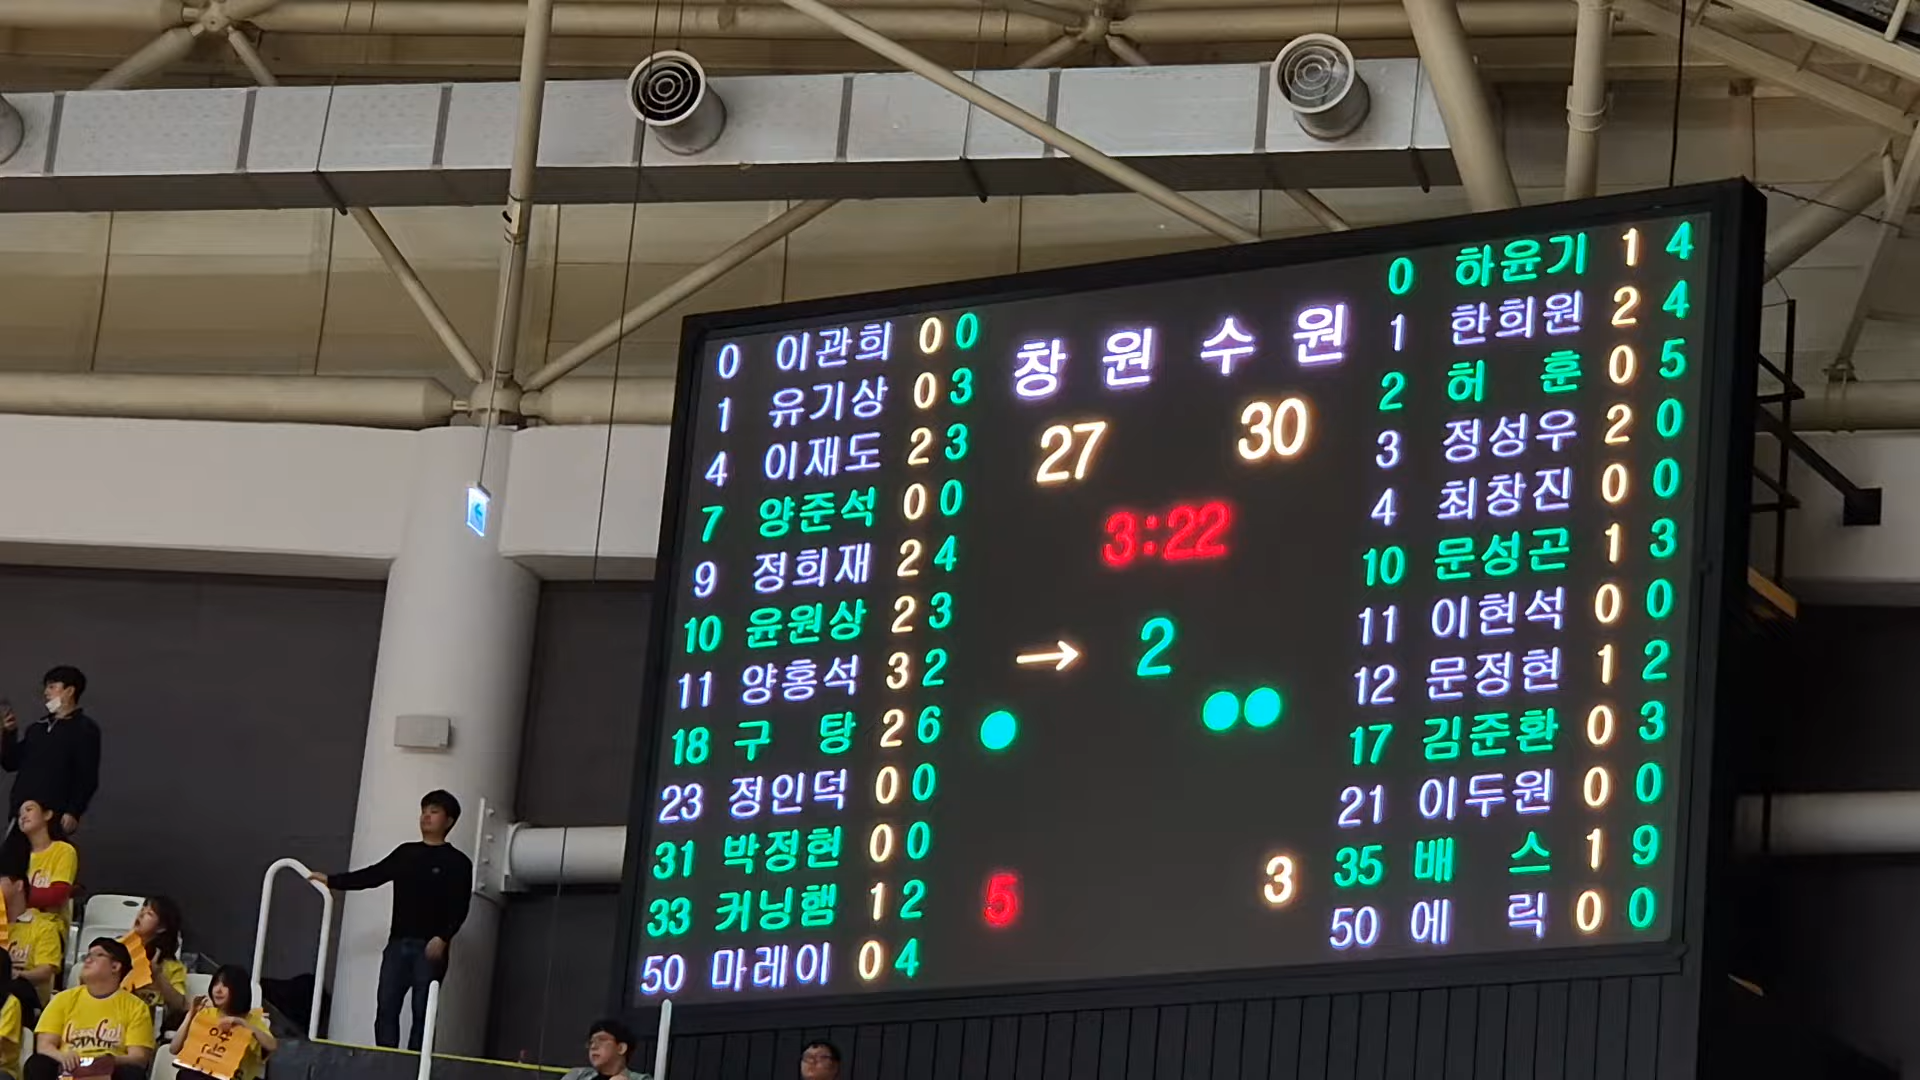 창원 수원
27 30
3:22
→ 2
5 3
0 이관희 0 0
1 유기상 0 3
4 이재도 2 3
7 양준석 0 0
9 정희재 2 4
10 윤원상 2 3
11 양홍석 3 2
18 구 탕 2 6
23 정인덕 0 0
31 박정현 0 0
33 커닝햄 1 2
50 마레이 0 4
0 하윤기 1 4
1 한희원 2 4
2 허 훈 0 5
3 정성우 2 0
4 최창진 0 0
10 문성곤 1 3
11 이현석 0 0
12 문정현 1 2
17 김준환 0 3
21 이두원 0 0
35 배 스 1 9
50 에 릭 0 0